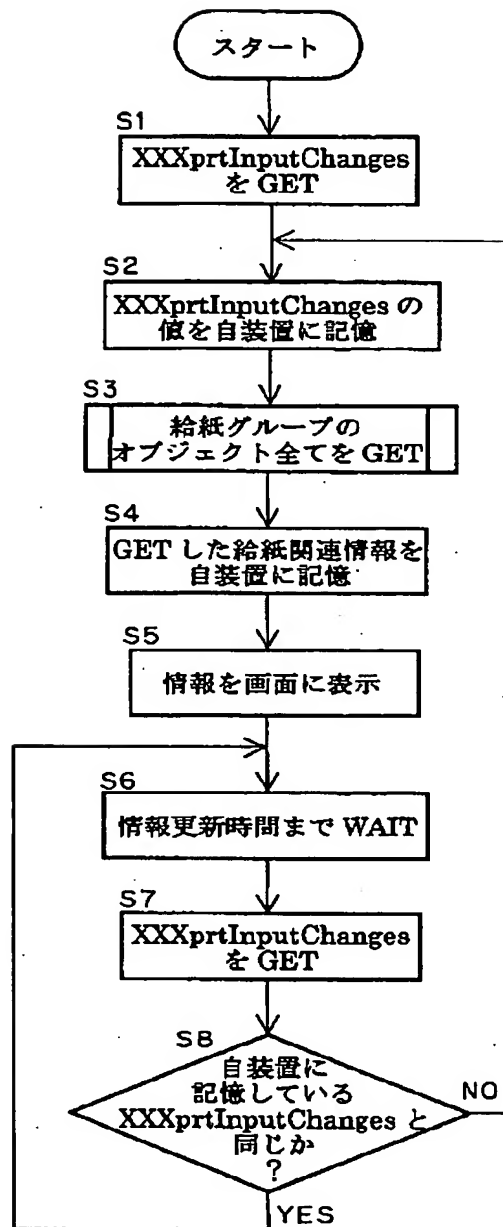 スタート
S1
XXXprtInputChanges
を GET
S2
XXXprtInputChanges の
値を自装置に記憶
S3
給紙グループの
オブジェクト全てを GET
S4
GET した給紙関連情報を
自装置に記憶
S5
情報を画面に表示
S6
情報更新時間まで WAIT
S7
XXXprtInputChanges
を GET
S8
自装置に
記憶している
XXXprtInputChanges と
同じか
?
NO
YES